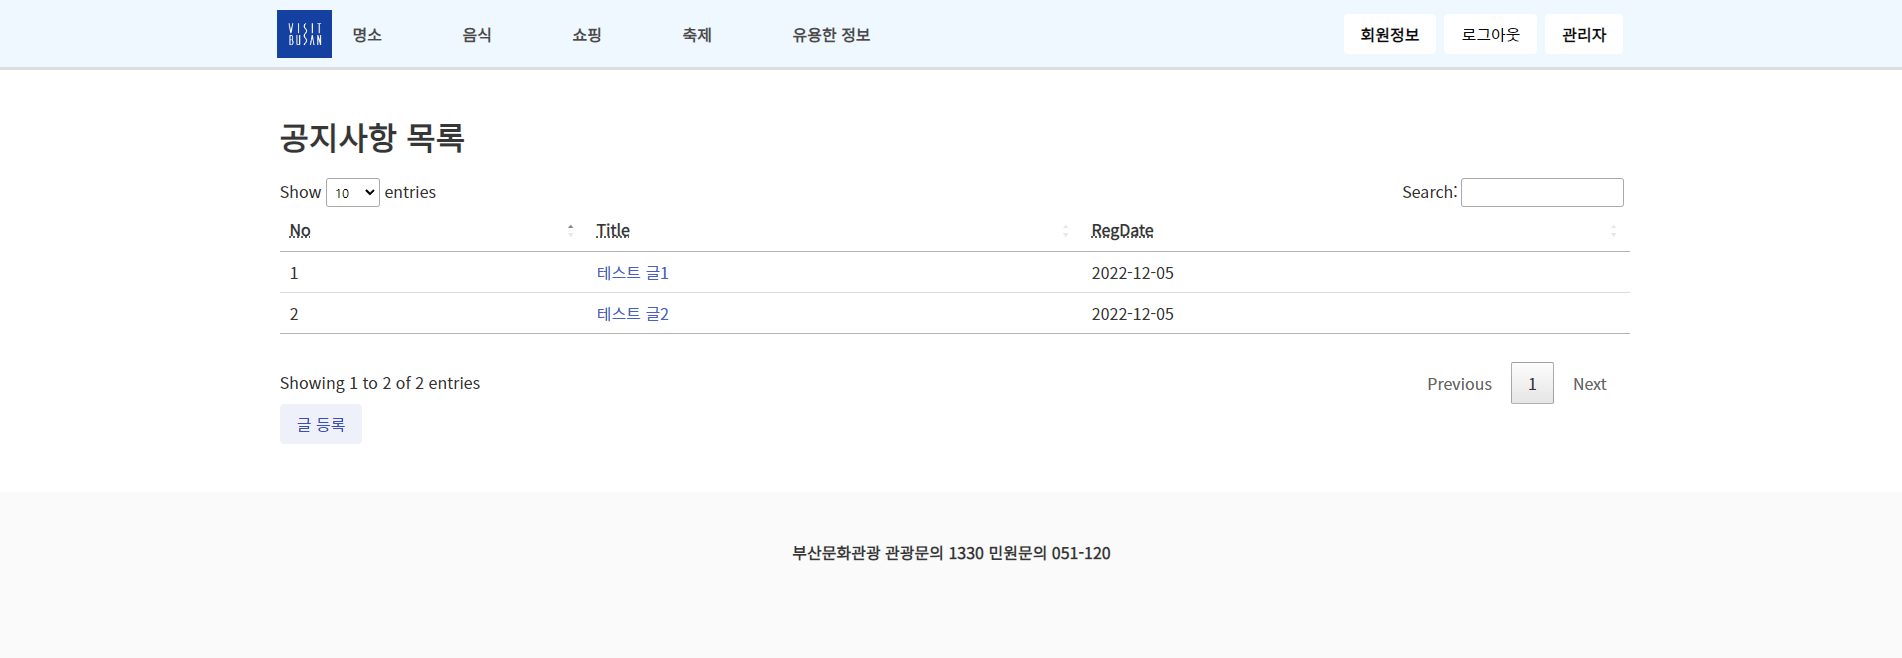 VISIT
BUSAN
명소 음식 쇼핑 축제 유용한 정보 회원정보 로그아웃 관리자
공지사항 목록
Show 10 entries Search:
No Title RegDate
1 테스트 글1 2022-12-05
2 테스트 글2 2022-12-05
Showing 1 to 2 of 2 entries Previous 1 Next
글 등록
부산문화관광 관광문의 1330 민원문의 051-120